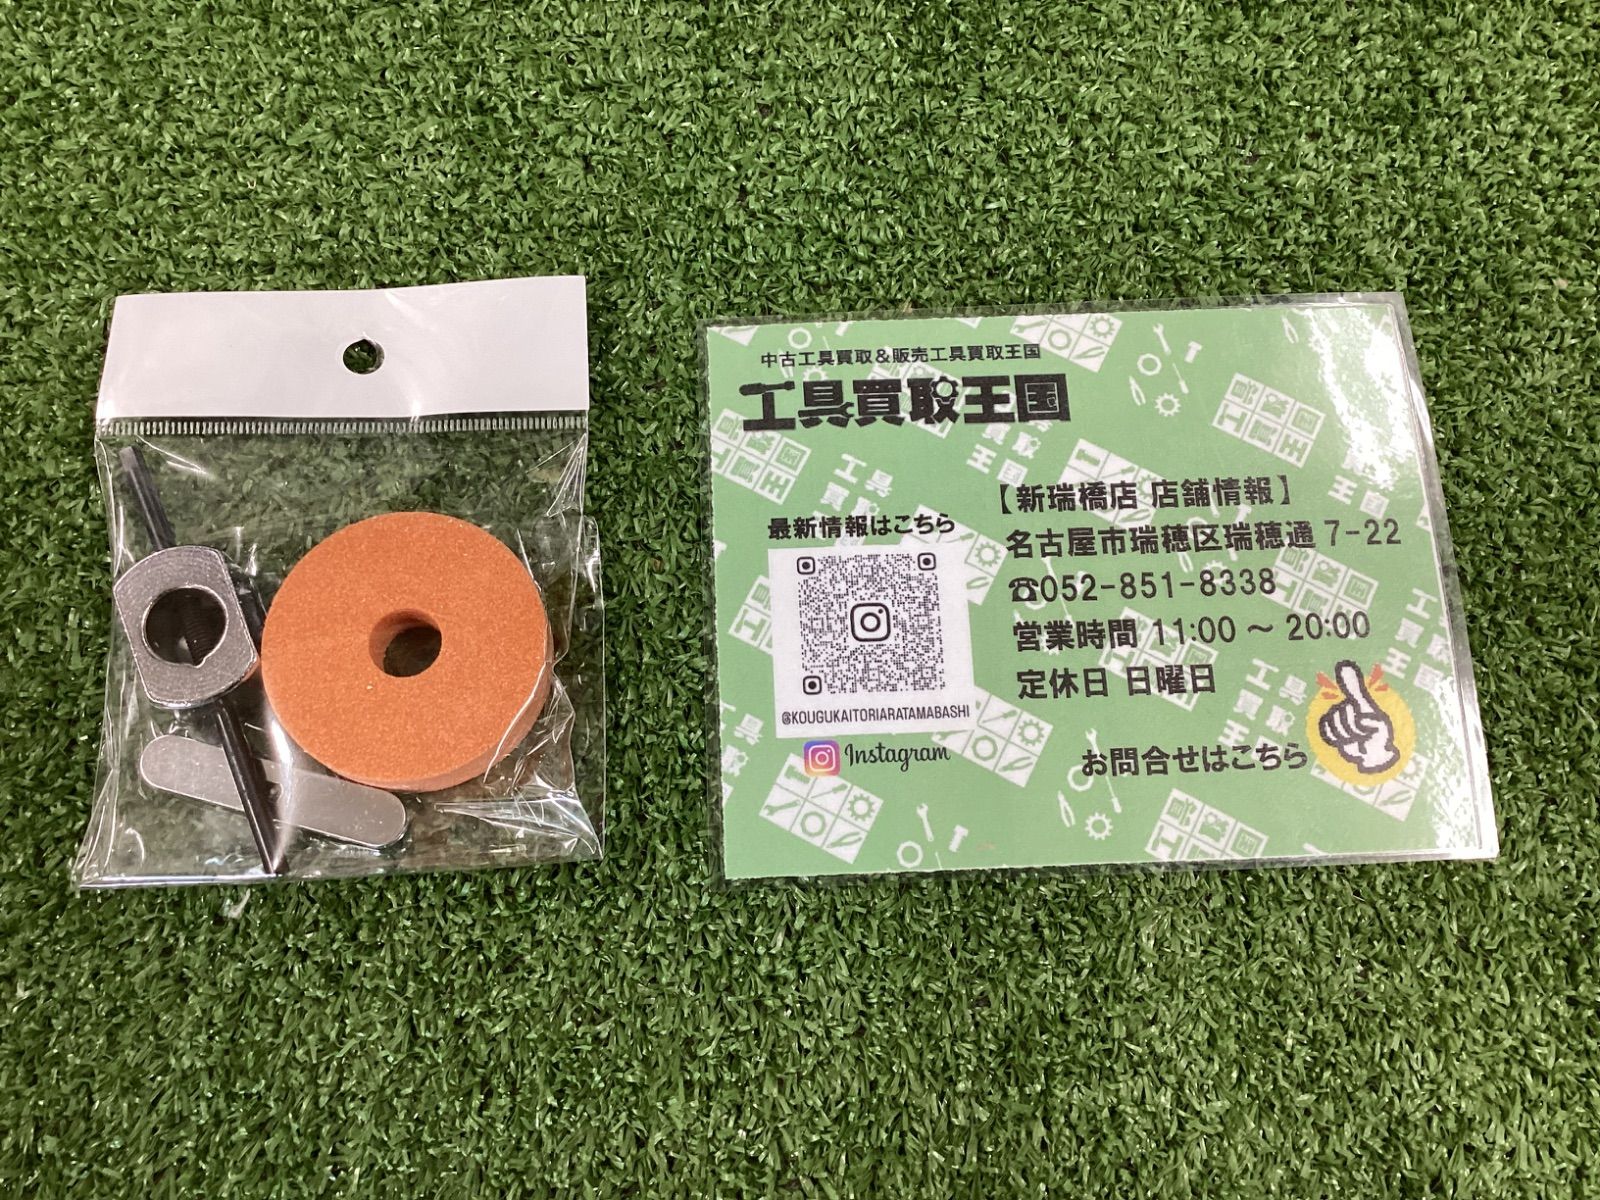 中古工具買取&販売工具買取王国
工具買取王国
最新情報はこちら
@KOUGUKAITORIARATAMABASHI
Instagram
【新瑞橋店 店舗情報】
名古屋市瑞穂区瑞穂通 7-22
☎052-851-8338
営業時間 11:00 ~ 20:00
定休日 日曜日
お問合せはこちら